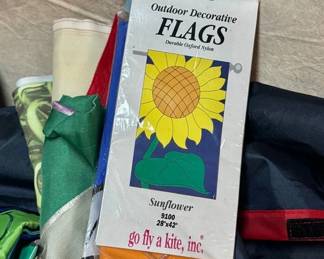 Outdoor Decorative
FLAGS
Durable Oxford Nylon
Sunflower
9100
28"x42"
go fly a kite, inc.